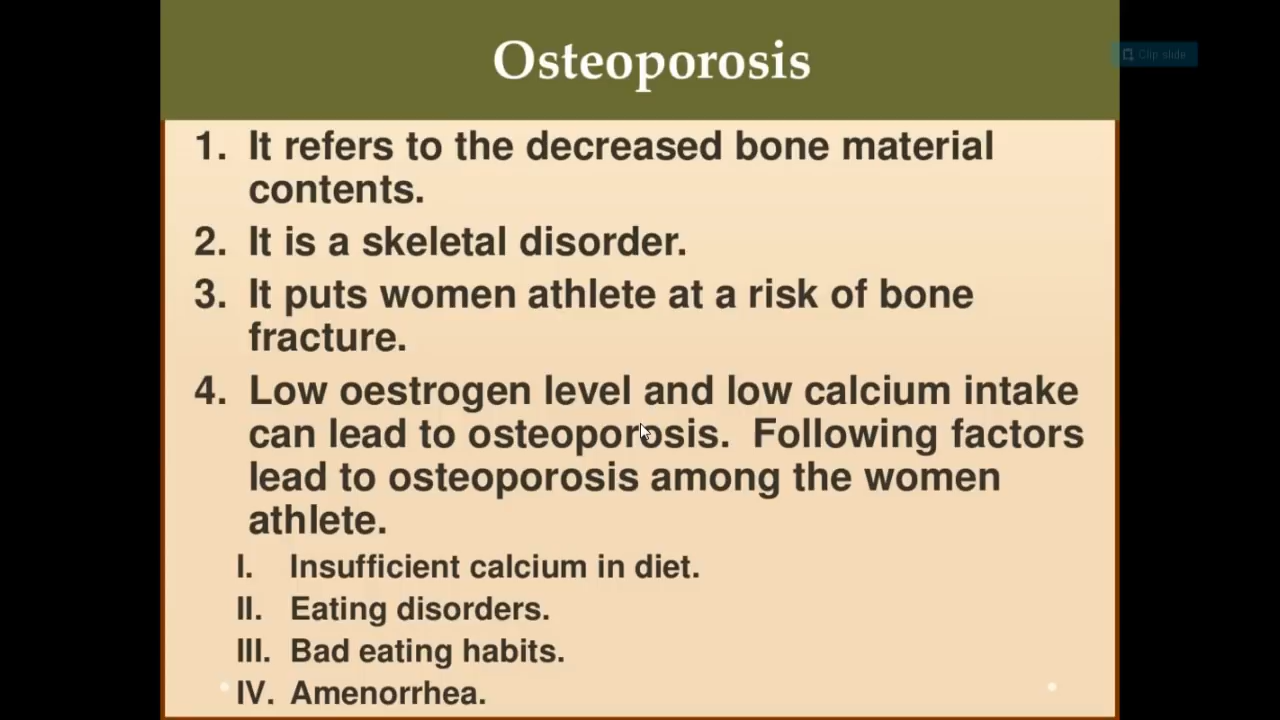 Osteoporosis
Clip slide
1. It refers to the decreased bone material
contents.
2. It is a skeletal disorder.
3. It puts women athlete at a risk of bone
fracture.
4. Low oestrogen level and low calcium intake
can lead to osteoporosis. Following factors
lead to osteoporosis among the women
athlete.
I. Insufficient calcium in diet.
II. Eating disorders.
III. Bad eating habits.
IV. Amenorrhea.